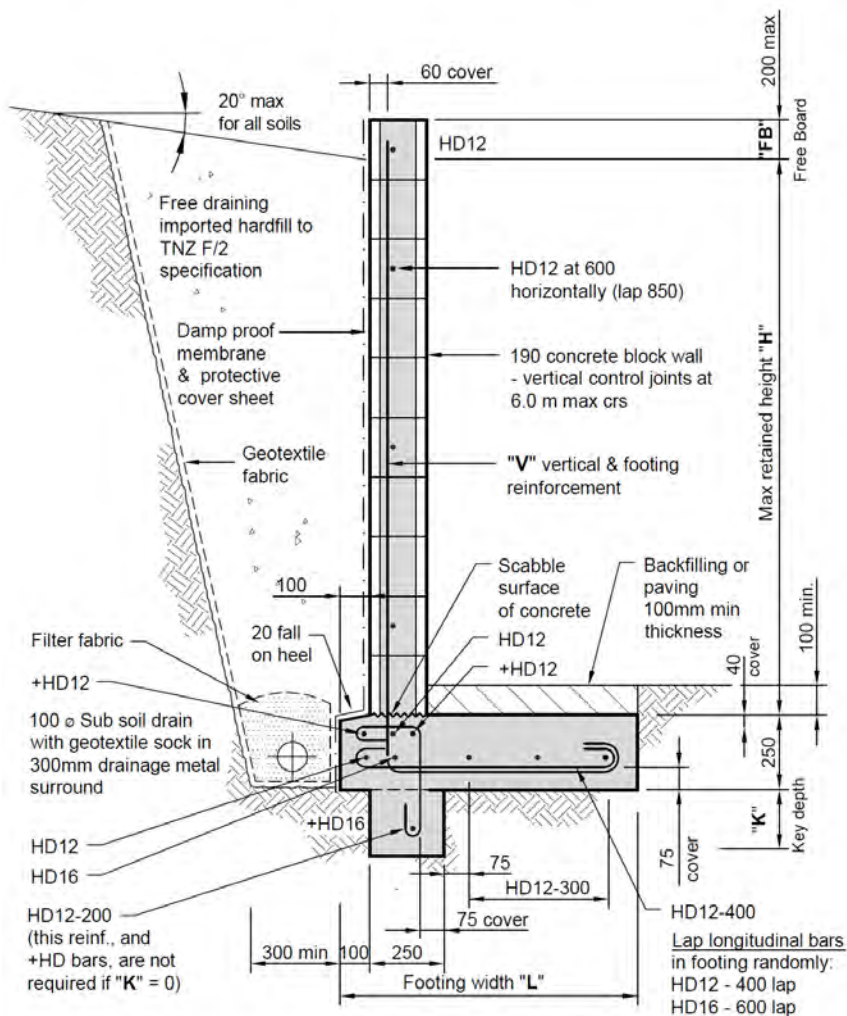 60 cover
200 max
20° max
for all soils
HD12
"FB"
Free Board
Free draining
imported hardfill to
TNZ F/2
specification
HD12 at 600
horizontally (lap 850)
Damp proof
membrane
& protective
cover sheet
190 concrete block wall
- vertical control joints at
6.0 m max crs
Max retained height "H"
Geotextile
fabric
"V" vertical & footing
reinforcement
100
Scabble
surface
of concrete
Backfilling or
paving
100mm min
thickness
100 min.
Filter fabric
20 fall
on heel
HD12
+HD12
40
cover
+HD12
100 ø Sub soil drain
with geotextile sock in
300mm drainage metal
surround
250
+HD16
"K"
Key depth
HD12
HD16
75
75
cover
HD12-300
HD12-200
(this reinf., and
+HD bars, are not
required if "K" = 0)
75 cover
HD12-400
300 min
100
250
Footing width "L"
Lap longitudinal bars
in footing randomly:
HD12 - 400 lap
HD16 - 600 lap